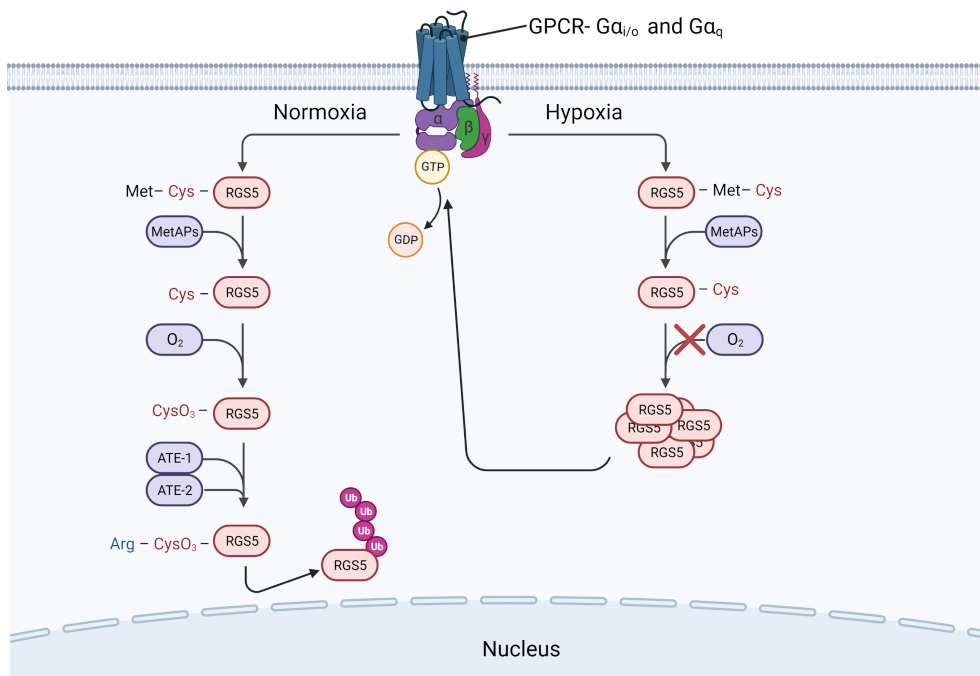 GPCR- Gαi/o and Gαq
Normoxia
Hypoxia
α
β
γ
GTP
GDP
Met– Cys – RGS5
MetAPs
Cys – RGS5
O₂
CysO₃ – RGS5
ATE-1
ATE-2
Arg – CysO₃ – RGS5
Ub
Ub
Ub
Ub
RGS5
RGS5 – Met– Cys
MetAPs
RGS5 – Cys
O₂
RGS5
RGS5
RGS5
RGS5
Nucleus